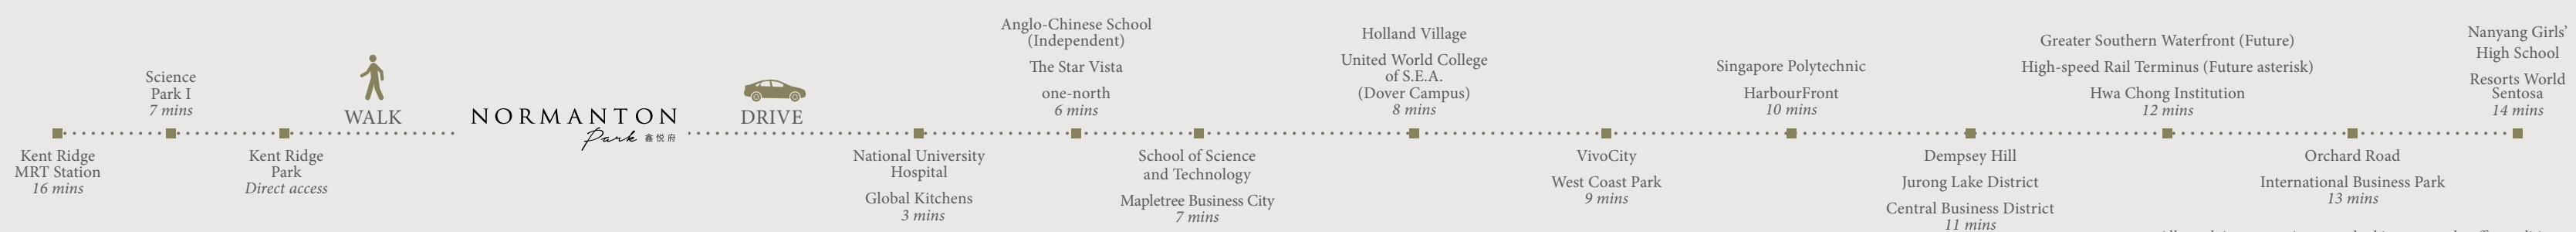 Kent Ridge
MRT Station
16 mins
Science
Park I
7 mins
Kent Ridge
Park
Direct access
WALK
NORMANTON
Park 鑫悦府
DRIVE
National University
Hospital
Global Kitchens
3 mins
Anglo-Chinese School
(Independent)
The Star Vista
one-north
6 mins
School of Science
and Technology
Mapletree Business City
7 mins
Holland Village
United World College
of S.E.A.
(Dover Campus)
8 mins
VivoCity
West Coast Park
9 mins
Singapore Polytechnic
HarbourFront
10 mins
Dempsey Hill
Jurong Lake District
Central Business District
11 mins
Greater Southern Waterfront (Future)
High-speed Rail Terminus (Future asterisk)
Hwa Chong Institution
12 mins
Orchard Road
International Business Park
13 mins
Nanyang Girls’
High School
Resorts World
Sentosa
14 mins